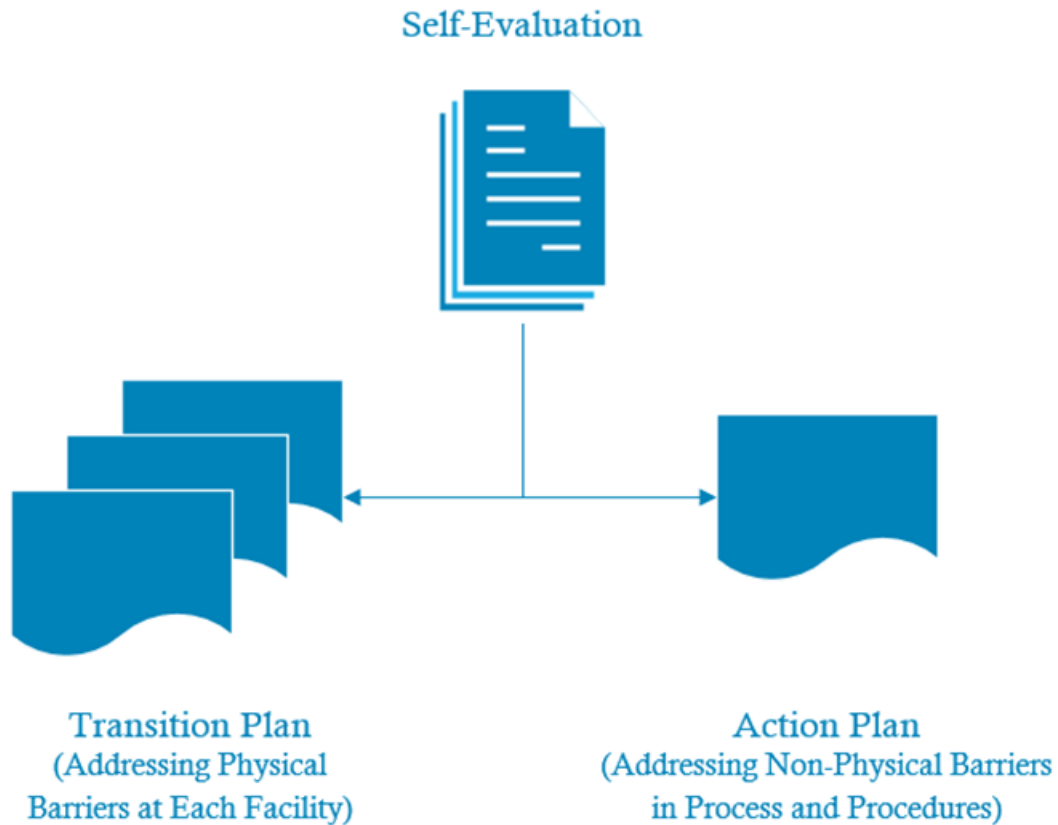 Self-Evaluation
Transition Plan
(Addressing Physical
Barriers at Each Facility)
Action Plan
(Addressing Non-Physical Barriers
in Process and Procedures)